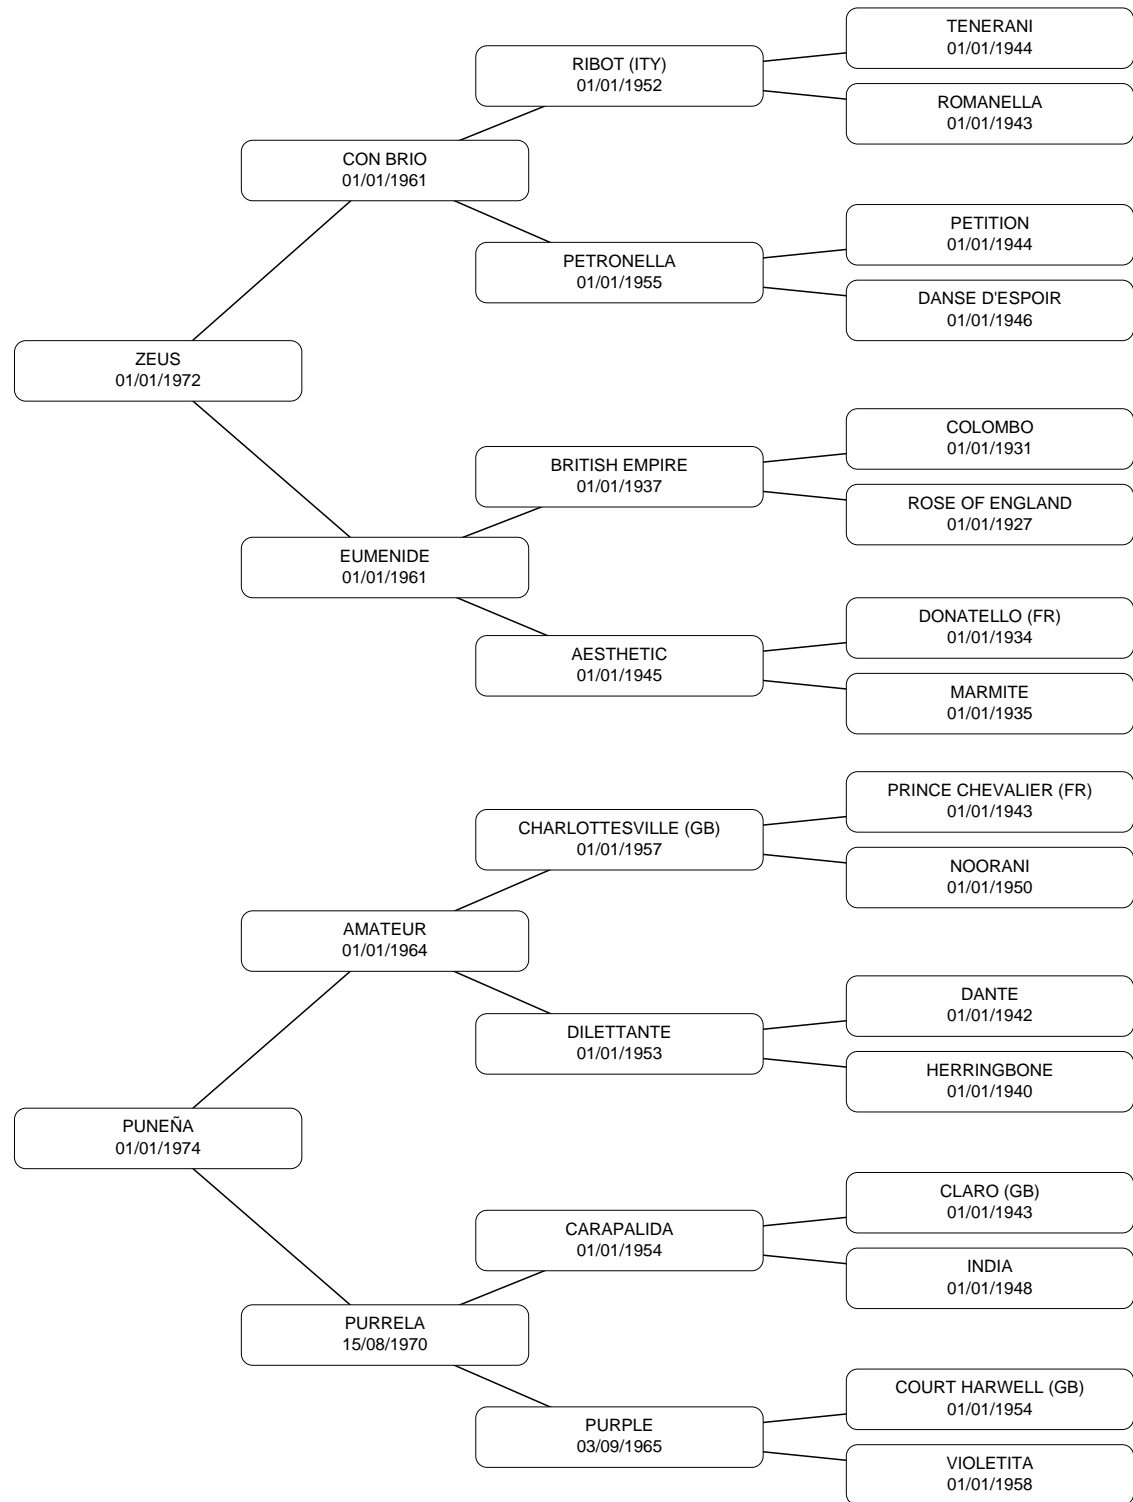 TENERANI
01/01/1944
RIBOT (ITY)
01/01/1952
ROMANELLA
01/01/1943
CON BRIO
01/01/1961
PETITION
01/01/1944
PETRONELLA
01/01/1955
DANSE D'ESPOIR
01/01/1946
ZEUS
01/01/1972
COLOMBO
01/01/1931
BRITISH EMPIRE
01/01/1937
ROSE OF ENGLAND
01/01/1927
EUMENIDE
01/01/1961
DONATELLO (FR)
01/01/1934
AESTHETIC
01/01/1945
MARMITE
01/01/1935
PRINCE CHEVALIER (FR)
01/01/1943
CHARLOTTESVILLE (GB)
01/01/1957
NOORANI
01/01/1950
AMATEUR
01/01/1964
DANTE
01/01/1942
DILETTANTE
01/01/1953
HERRINGBONE
01/01/1940
PUNEÑA
01/01/1974
CLARO (GB)
01/01/1943
CARAPALIDA
01/01/1954
INDIA
01/01/1948
PURRELA
15/08/1970
COURT HARWELL (GB)
01/01/1954
PURPLE
03/09/1965
VIOLETITA
01/01/1958